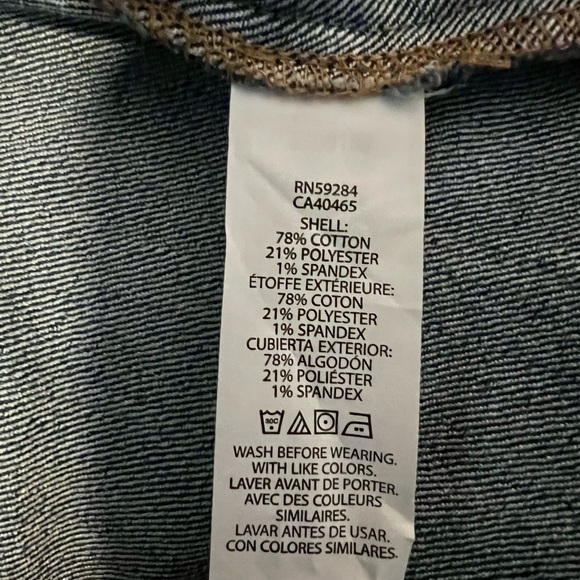 RN59284
CA40465
SHELL:
78% COTTON
21% POLYESTER
1% SPANDEX
ÉTOFFE EXTÉRIEURE:
78% COTON
21% POLYESTER
1% SPANDEX
CUBIERTA EXTERIOR:
78% ALGODÓN
21% POLIÉSTER
1% SPANDEX
30C
WASH BEFORE WEARING.
WITH LIKE COLORS.
LAVER AVANT DE PORTER.
AVEC DES COULEURS
SIMILAIRES.
LAVAR ANTES DE USAR.
CON COLORES SIMILARES.